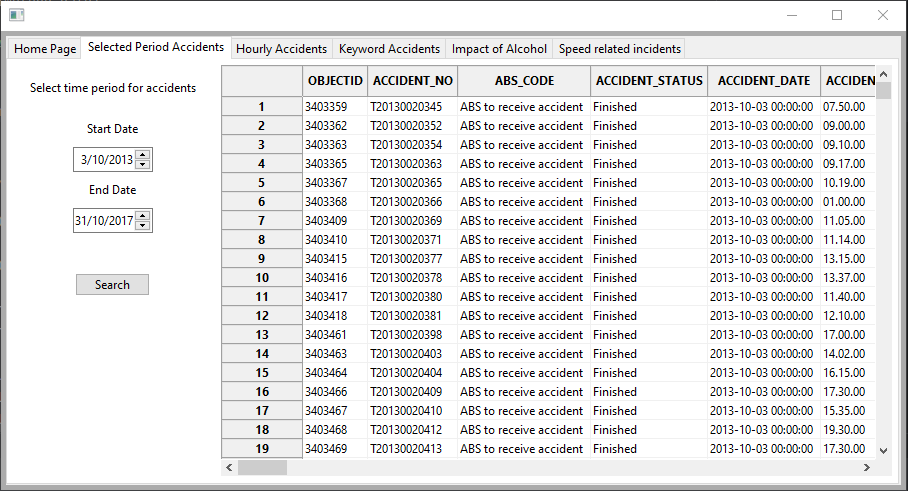 Home Page Selected Period Accidents Hourly Accidents Keyword Accidents Impact of Alcohol Speed related incidents
Select time period for accidents
Start Date
3/10/2013
End Date
31/10/2017
Search
OBJECTID ACCIDENT_NO ABS_CODE ACCIDENT_STATUS ACCIDENT_DATE ACCIDEN
1 3403359 T20130020345 ABS to receive accident Finished 2013-10-03 00:00:00 07.50.00
2 3403362 T20130020352 ABS to receive accident Finished 2013-10-03 00:00:00 09.00.00
3 3403363 T20130020354 ABS to receive accident Finished 2013-10-03 00:00:00 09.10.00
4 3403365 T20130020363 ABS to receive accident Finished 2013-10-03 00:00:00 09.17.00
5 3403367 T20130020365 ABS to receive accident Finished 2013-10-03 00:00:00 10.19.00
6 3403368 T20130020366 ABS to receive accident Finished 2013-10-03 00:00:00 01.00.00
7 3403409 T20130020369 ABS to receive accident Finished 2013-10-03 00:00:00 11.05.00
8 3403410 T20130020371 ABS to receive accident Finished 2013-10-03 00:00:00 11.14.00
9 3403415 T20130020377 ABS to receive accident Finished 2013-10-03 00:00:00 13.15.00
10 3403416 T20130020378 ABS to receive accident Finished 2013-10-03 00:00:00 13.37.00
11 3403417 T20130020380 ABS to receive accident Finished 2013-10-03 00:00:00 11.40.00
12 3403418 T20130020381 ABS to receive accident Finished 2013-10-03 00:00:00 12.10.00
13 3403461 T20130020398 ABS to receive accident Finished 2013-10-03 00:00:00 17.00.00
14 3403463 T20130020403 ABS to receive accident Finished 2013-10-03 00:00:00 14.02.00
15 3403464 T20130020404 ABS to receive accident Finished 2013-10-03 00:00:00 16.15.00
16 3403466 T20130020409 ABS to receive accident Finished 2013-10-03 00:00:00 17.30.00
17 3403467 T20130020410 ABS to receive accident Finished 2013-10-03 00:00:00 15.35.00
18 3403468 T20130020412 ABS to receive accident Finished 2013-10-03 00:00:00 19.30.00
19 3403469 T20130020413 ABS to receive accident Finished 2013-10-03 00:00:00 17.30.00